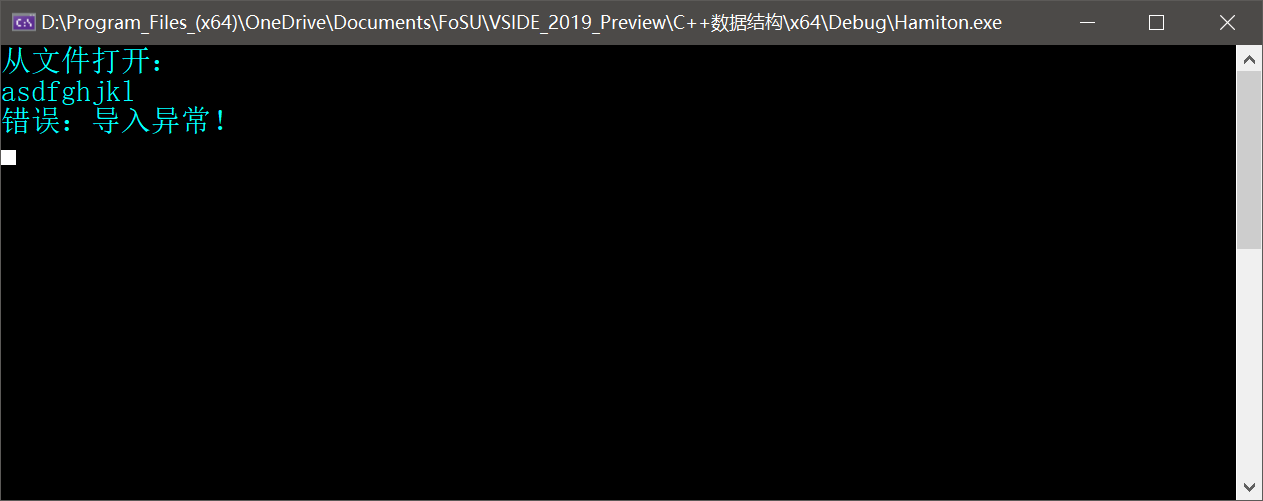 D:\Program_Files_(x64)\OneDrive\Documents\FoSU\VSIDE_2019_Preview\C++数据结构\x64\Debug\Hamiton.exe
从文件打开：
asdfghjkl
错误：导入异常！